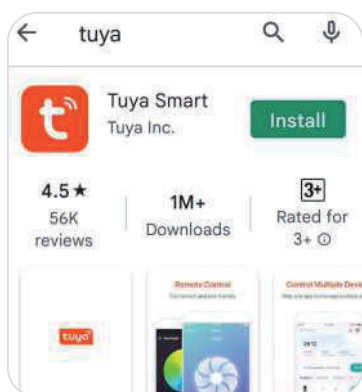 tuya
Tuya Smart
Tuya Inc.
Install
4.5★
56K
reviews
1M+
Downloads
3+
Rated for
3+
tuya
Remote Control
Control Multiple Devi